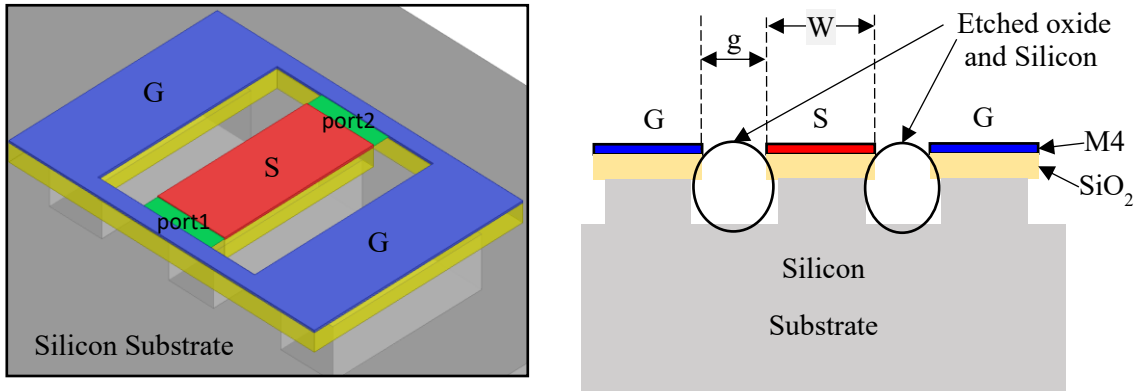 G
port2
S
port1
G
Silicon Substrate
W
g
Etched oxide
and Silicon
G
S
G
M4
SiO₂
Silicon
Substrate